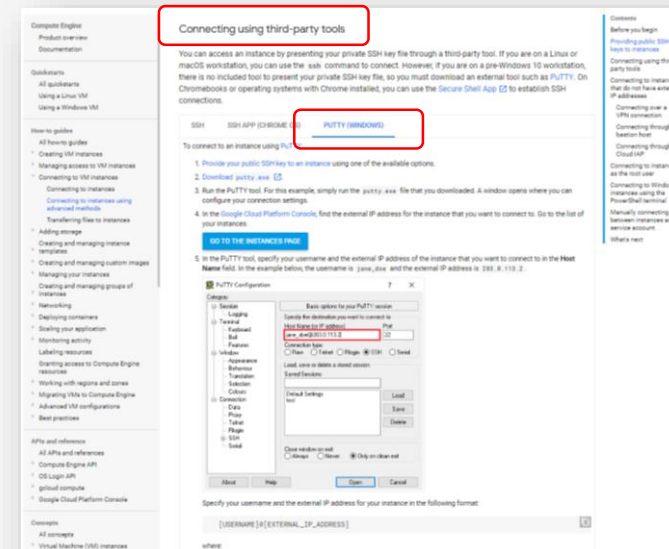 Compute Engine
Product overview
Documentation
Quickstarts
All quickstarts
Using a Linux VM
Using a Windows VM
How-to guides
All how-to guides
Creating VM instances
Managing access to VM instances
Connecting to VM instances
Connecting to instances
Connecting to instances using
advanced methods
Transferring files to instances
Adding storage
Creating and managing instance
templates
Creating and managing custom images
Managing your instances
Creating and managing groups of
instances
Networking
Deploying containers
Scaling your application
Monitoring activity
Labeling resources
Granting access to Compute Engine
resources
Working with regions and zones
Migrating VMs to Compute Engine
Advanced VM configurations
Best practices
APIs and reference
All APIs and references
Compute Engine API
OS Login API
gcloud compute
Google Cloud Platform Console
Concepts
All concepts
Virtual Machine (VM) instances
Connecting using third-party tools
You can access an instance by presenting your private SSH key file through a third-party tool. If you are on a Linux or
macOS workstation, you can use the ssh command to connect. However, if you are on a pre-Windows 10 workstation,
there is no included tool to present your private SSH key file, so you must download an external tool such as PuTTY. On
Chromebooks or operating systems with Chrome installed, you can use the Secure Shell App to establish SSH
connections.
SSH SSH APP (CHROME OS) PUTTY (WINDOWS)
To connect to an instance using PuTTY:
1. Provide your public SSH key to an instance using one of the available options.
2. Download putty.exe.
3. Run the PuTTY tool. For this example, simply run the putty.exe file that you downloaded. A window opens where you can
configure your connection settings.
4. In the Google Cloud Platform Console, find the external IP address for the instance that you want to connect to. Go to the list of
your instances.
GO TO THE INSTANCES PAGE
5. In the PuTTY tool, specify your username and the external IP address of the instance that you want to connect to in the Host
Name field. In the example below, the username is jane_doe and the external IP address is 203.0.113.2.
PuTTY Configuration ? X
Category:
Session
Logging
Terminal
Keyboard
Bell
Features
Window
Appearance
Behaviour
Translation
Selection
Colours
Connection
Data
Proxy
Telnet
Rlogin
SSH
Serial
Basic options for your PuTTY session
Specify the destination you want to connect to
Host Name (or IP address) Port
jane_doe@203.0.113.2 22
Connection type:
Raw Telnet Rlogin SSH Serial
Load, save or delete a stored session
Saved Sessions
Default Settings
Load
Save
Delete
Close window on exit:
Always Never Only on clean exit
About Help Open Cancel
Specify your username and the external IP address for your instance in the following format:
[USERNAME]@[EXTERNAL_IP_ADDRESS]
where:
Contents
Before you begin
Providing public SSH
keys to instances
Connecting using
party tools
Connecting to
that do not have
IP addresses
Connecting over a
VPN connection
Connecting through
bastion host
Connecting through
Cloud IAP
Connecting to
as the root user
Connecting to
instances using the
PowerShell terminal
Manually connecting
between instances
service account
What's next